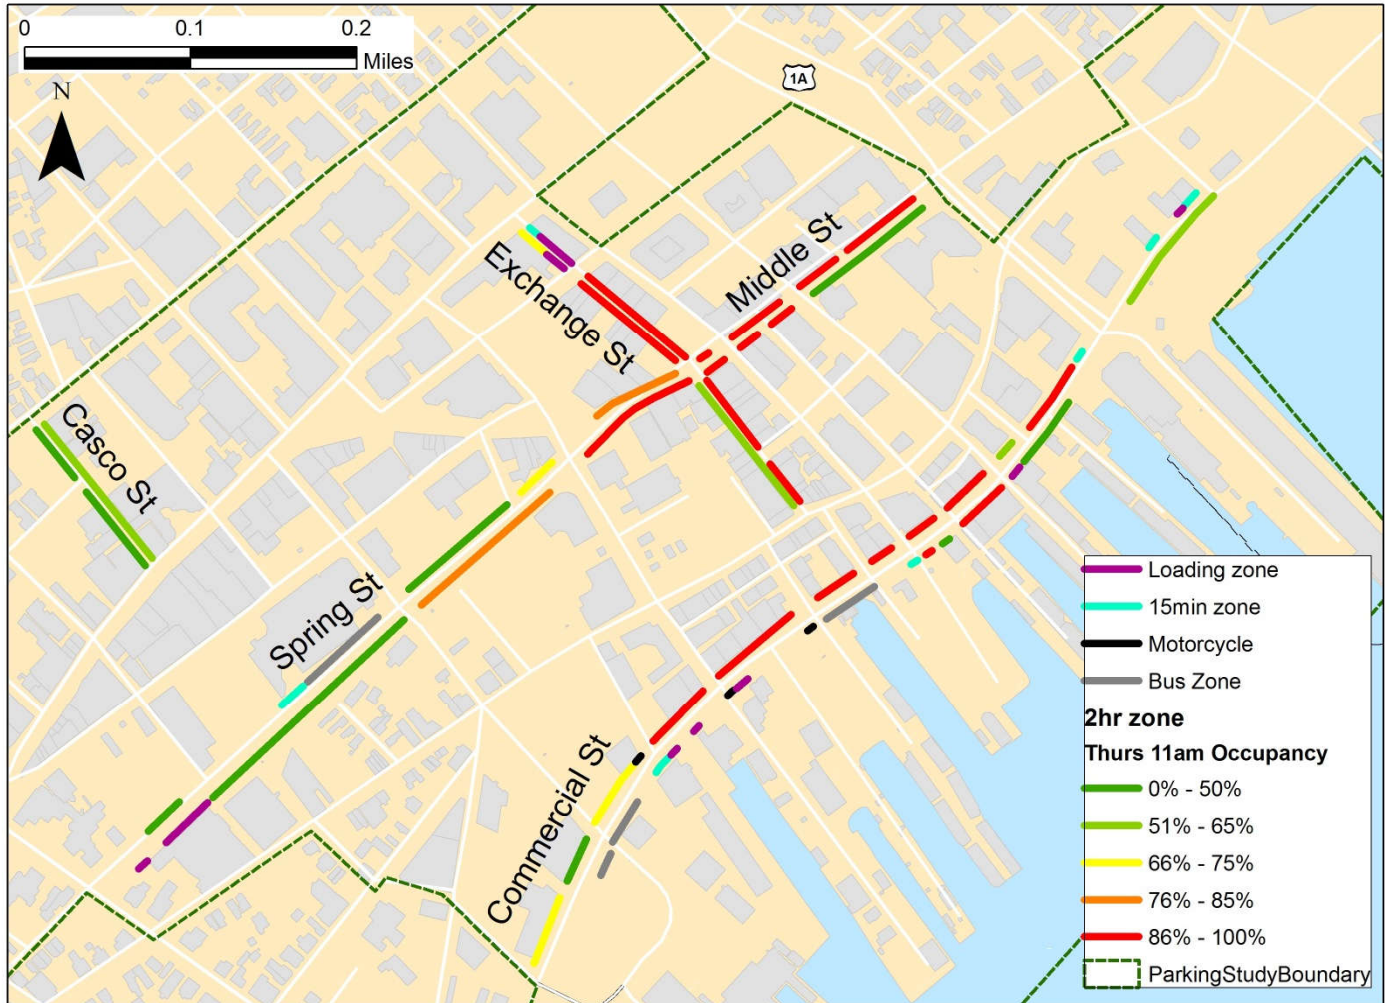 0 0.1 0.2
Miles
N
1A
Middle St
Exchange St
Casco St
Spring St
Commercial St
Loading zone
15min zone
Motorcycle
Bus Zone
2hr zone
Thurs 11am Occupancy
0% - 50%
51% - 65%
66% - 75%
76% - 85%
86% - 100%
ParkingStudyBoundary